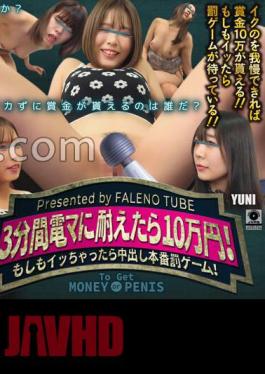 か?
イクのを我慢できれば
賞金10万が貰える!!
もしもイッたら
罰ゲームが待っている!!
カずに賞金が貰えるのは誰だ?
YUNI
Presented by FALENO TUBE
3分間電マに耐えたら10万円!
もしもイッちゃったら中出し本番罰ゲーム!
To Get
MONEY or PENIS
JAVHD